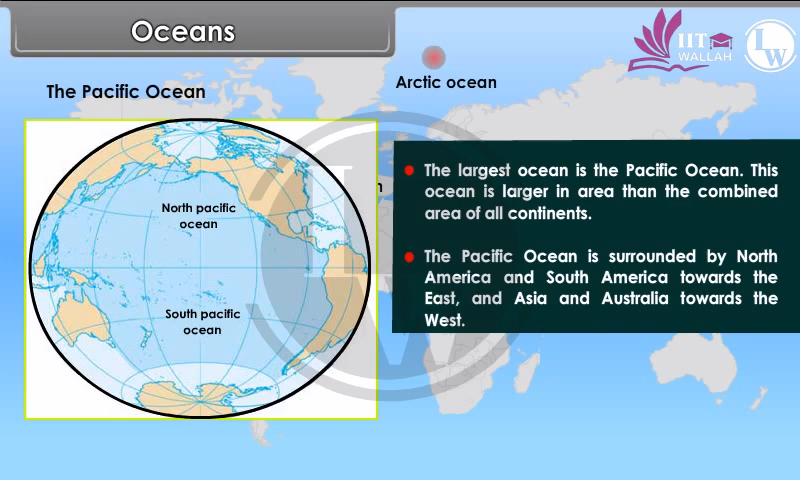 Oceans
IIT
WALLAH
LW
The Pacific Ocean
Arctic ocean
North pacific
ocean
South pacific
ocean
The largest ocean is the Pacific Ocean. This
ocean is larger in area than the combined
area of all continents.
The Pacific Ocean is surrounded by North
America and South America towards the
East, and Asia and Australia towards the
West.
LW